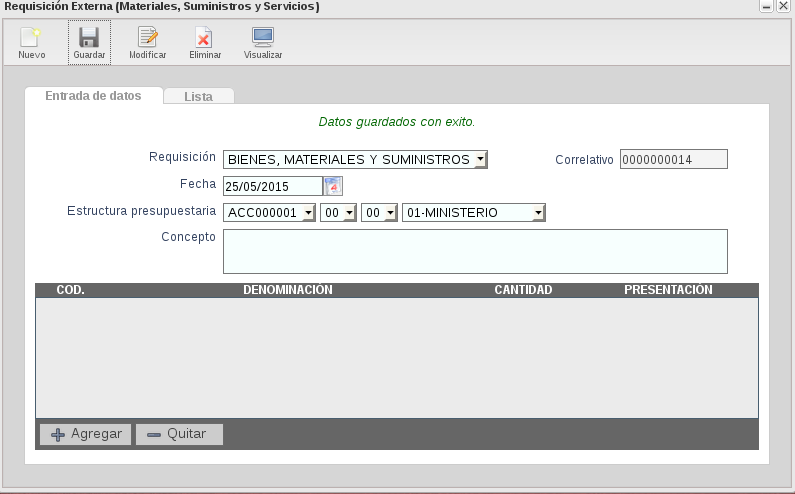 Requisición Externa (Materiales, Suministros y Servicios)
Nuevo Guardar Modificar Eliminar Visualizar
Entrada de datos Lista
Datos guardados con exito.
Requisición BIENES, MATERIALES Y SUMINISTROS Correlativo 0000000014
Fecha 25/05/2015
Estructura presupuestaria ACC000001 00 00 01-MINISTERIO
Concepto
COD. DENOMINACIÓN CANTIDAD PRESENTACIÓN
Agregar Quitar